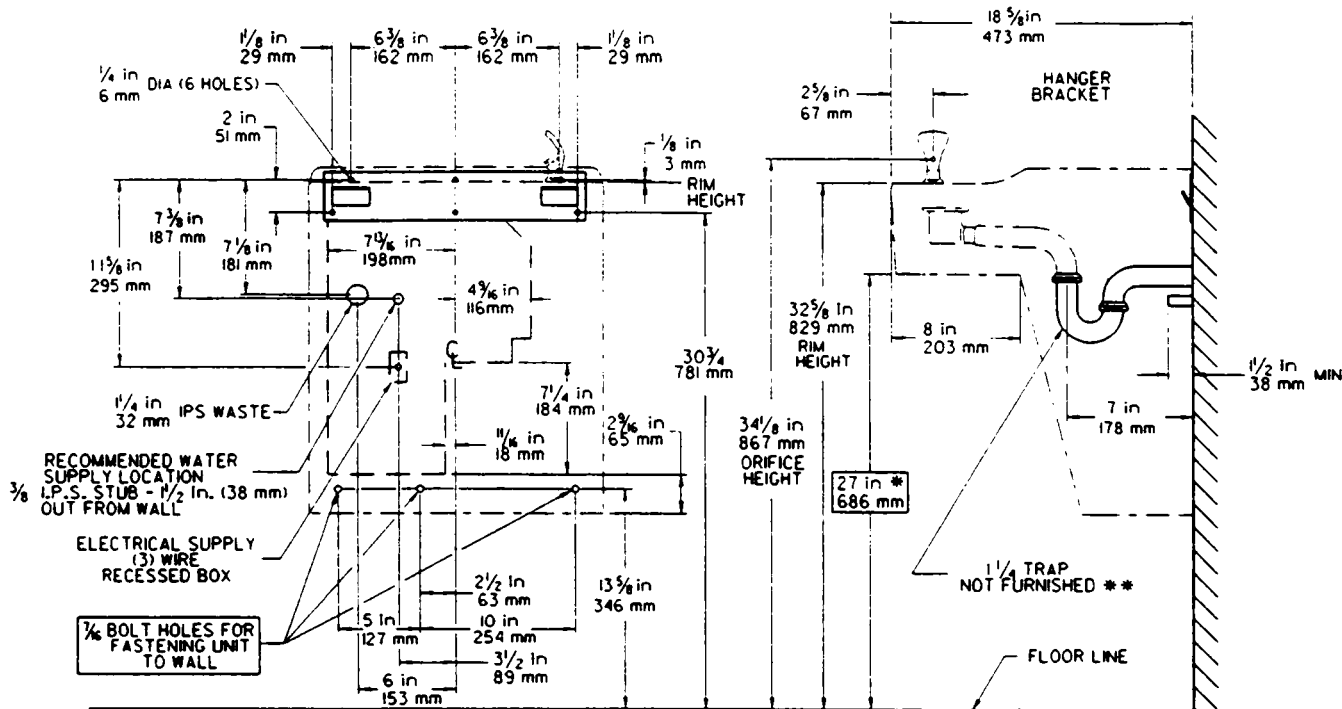 1 1/8 in
29 mm
6 3/8 in
162 mm
6 3/8 in
162 mm
1 1/8 in
29 mm
1/4 in
6 mm
DIA (6 HOLES)
2 in
51 mm
1/8 in
3 mm
RIM
HEIGHT
7 3/8 in
187 mm
7 1/8 in
181 mm
11 5/8 in
295 mm
7 13/16 in
198mm
4 9/16 in
116mm
30 3/4
781 mm
1 1/4 in
32 mm
IPS WASTE
7 1/4 in
184 mm
2 9/16 in
65 mm
11/16 in
18 mm
RECOMMENDED WATER
SUPPLY LOCATION
3/8 I.P.S. STUB - 1 1/2 In. (38 mm)
OUT FROM WALL
ELECTRICAL SUPPLY
(3) WIRE
RECESSED BOX
7/16 BOLT HOLES FOR
FASTENING UNIT
TO WALL
2 1/2 In
63 mm
5 in
127 mm
10 in
254 mm
3 1/2 In
89 mm
6 in
153 mm
13 5/8 in
346 mm
18 5/8in
473 mm
HANGER
BRACKET
2 5/8 in
67 mm
32 5/8 in
829 mm
RIM
HEIGHT
8 in
203 mm
1 1/2 in
38 mm MIN
7 in
178 mm
34 1/8 in
867 mm
ORIFICE
HEIGHT
27 in *
686 mm
1 1/4 TRAP
NOT FURNISHED **
FLOOR LINE